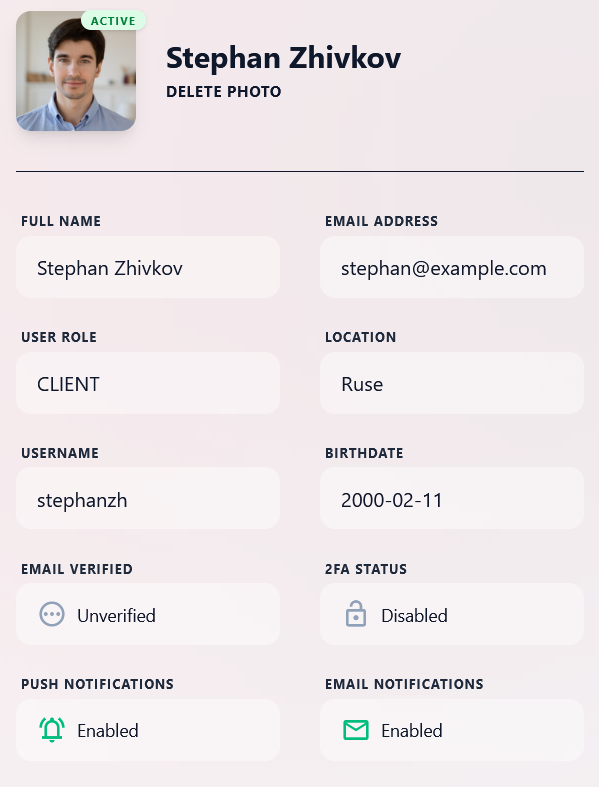 ACTIVE
Stephan Zhivkov
DELETE PHOTO
FULL NAME
EMAIL ADDRESS
Stephan Zhivkov
stephan@example.com
USER ROLE
LOCATION
CLIENT
Ruse
USERNAME
BIRTHDATE
stephanzh
2000-02-11
EMAIL VERIFIED
2FA STATUS
Unverified
Disabled
PUSH NOTIFICATIONS
EMAIL NOTIFICATIONS
Enabled
Enabled